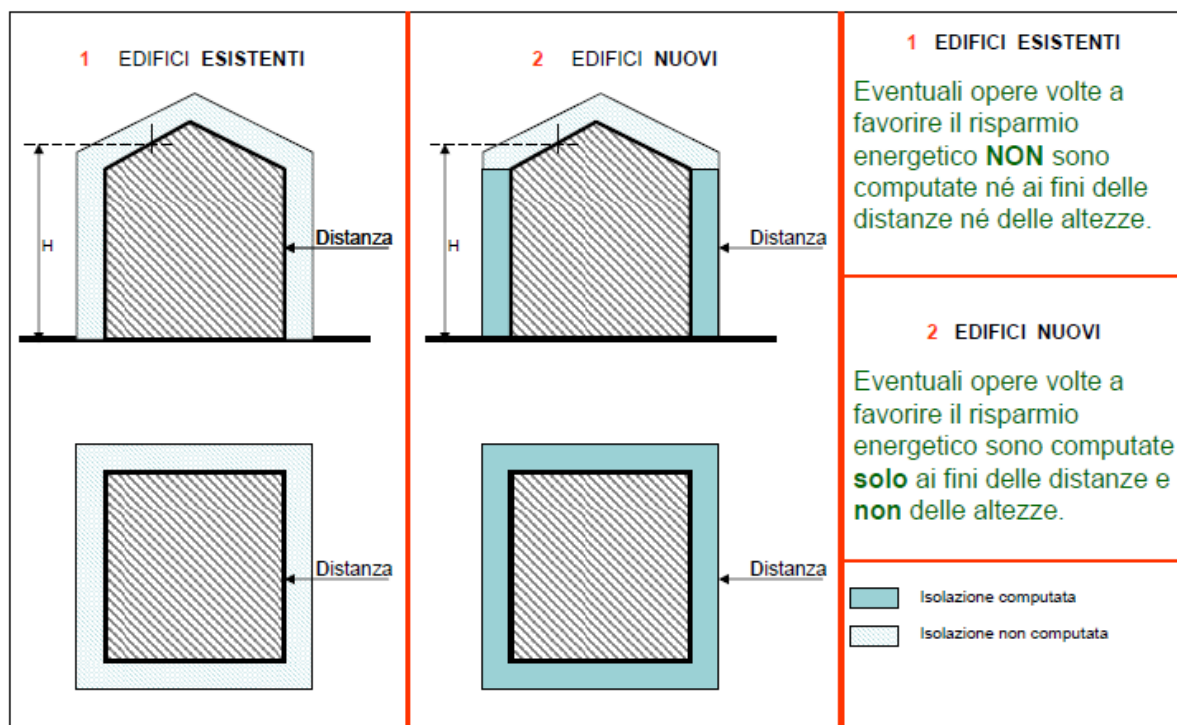 1 EDIFICI ESISTENTI
H
Distanza
Distanza
2 EDIFICI NUOVI
H
Distanza
Distanza
1 EDIFICI ESISTENTI
Eventuali opere volte a
favorire il risparmio
energetico NON sono
computate né ai fini delle
distanze né delle altezze.
2 EDIFICI NUOVI
Eventuali opere volte a
favorire il risparmio
energetico sono computate
solo ai fini delle distanze e
non delle altezze.
Isolazione computata
Isolazione non computata